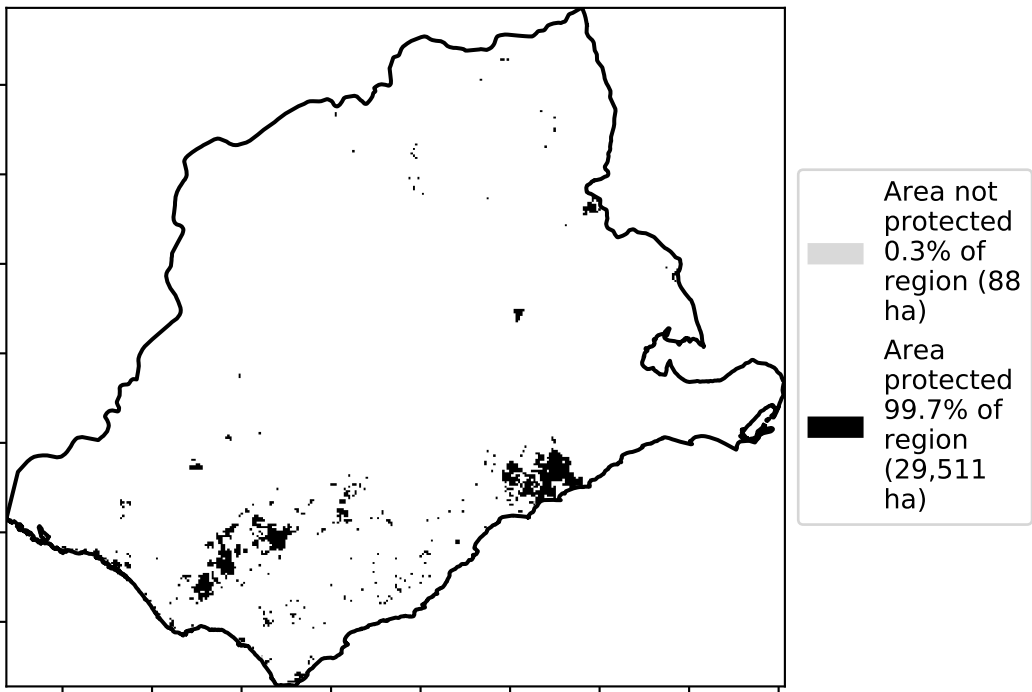 Area not
protected
0.3% of
region (88
ha)
Area
protected
99.7% of
region
(29,511
ha)